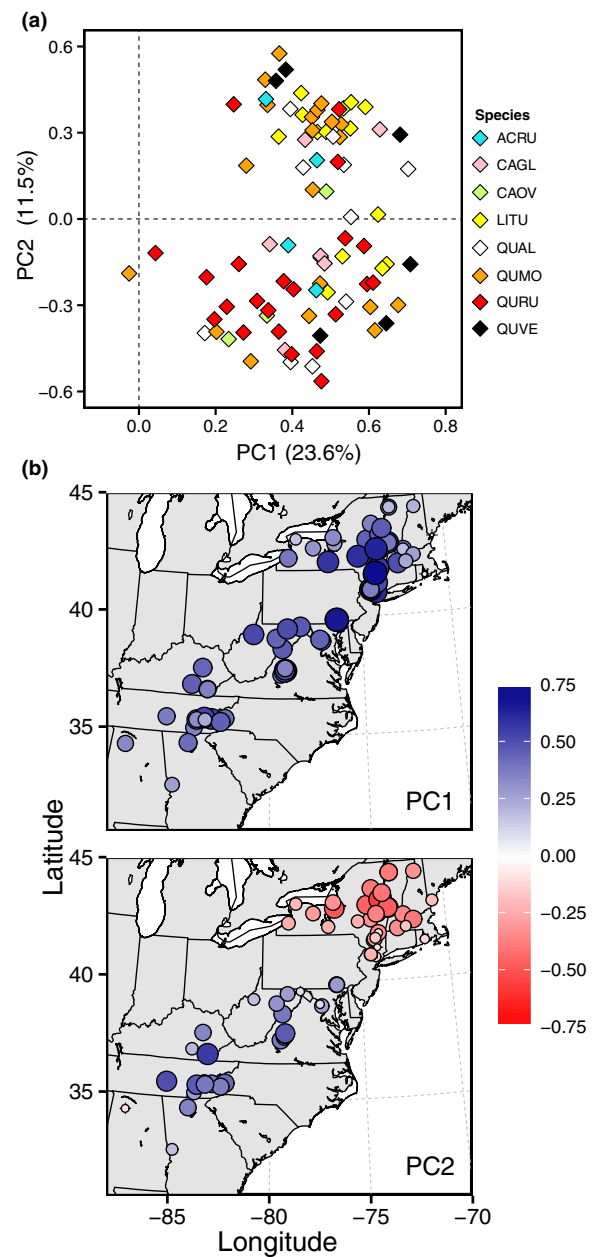 (a)
0.6
0.3
0.0
−0.3
−0.6
PC2 (11.5%)
0.0
0.2
0.4
0.6
0.8
PC1 (23.6%)
Species
ACRU
CAGL
CAOV
LITU
QUAL
QUMO
QURU
QUVE
(b)
45
40
35
PC1
45
40
35
PC2
Latitude
−85
−80
−75
−70
Longitude
0.75
0.50
0.25
0.00
−0.25
−0.50
−0.75